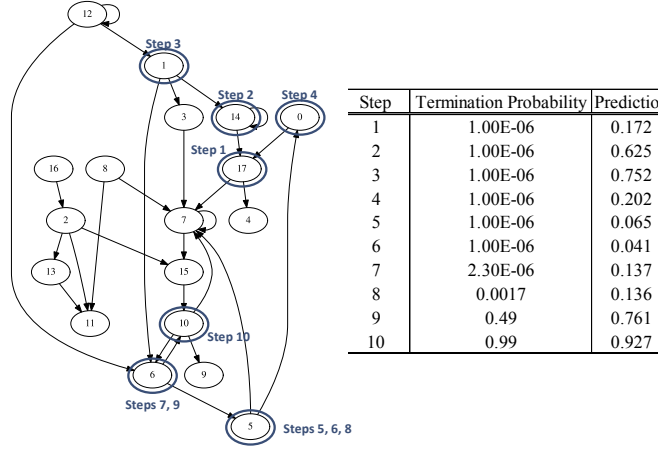 12
Step 3
1
Step 2
Step 4
3
14
0
Step 1
16
8
17
2
7
4
13
15
11
10
Step 10
6
9
Steps 7, 9
5
Steps 5, 6, 8
Step Termination Probability Predictio
1 1.00E-06 0.172
2 1.00E-06 0.625
3 1.00E-06 0.752
4 1.00E-06 0.202
5 1.00E-06 0.065
6 1.00E-06 0.041
7 2.30E-06 0.137
8 0.0017 0.136
9 0.49 0.761
10 0.99 0.927